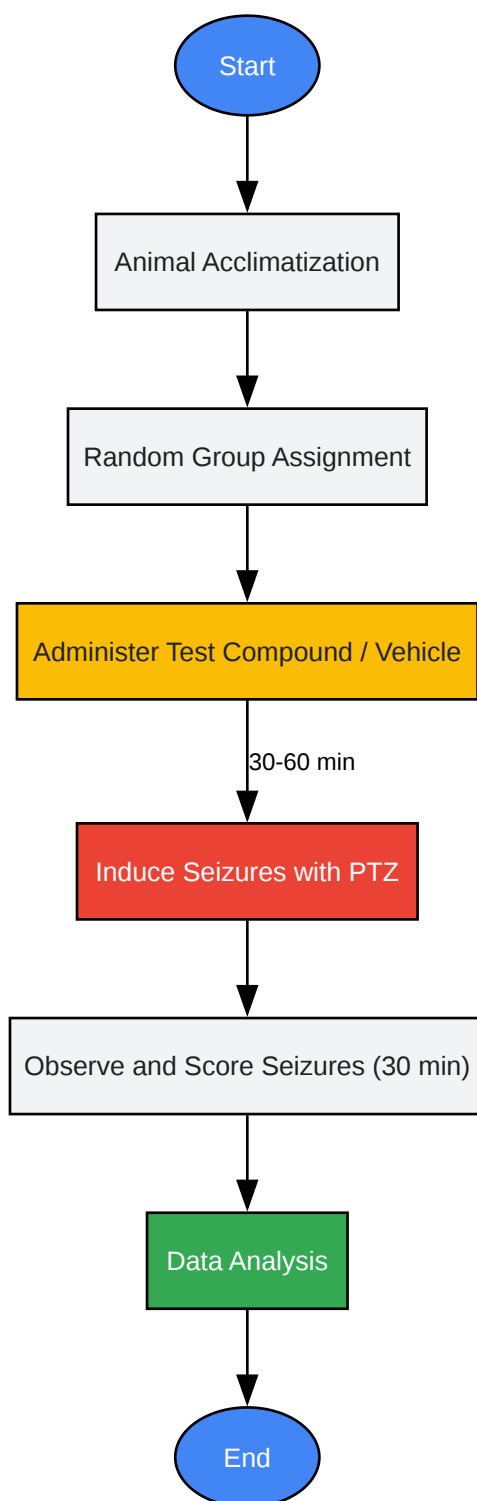 Start
Animal Acclimatization
Random Group Assignment
Administer Test Compound / Vehicle
30-60 min
Induce Seizures with PTZ
Observe and Score Seizures (30 min)
Data Analysis
End